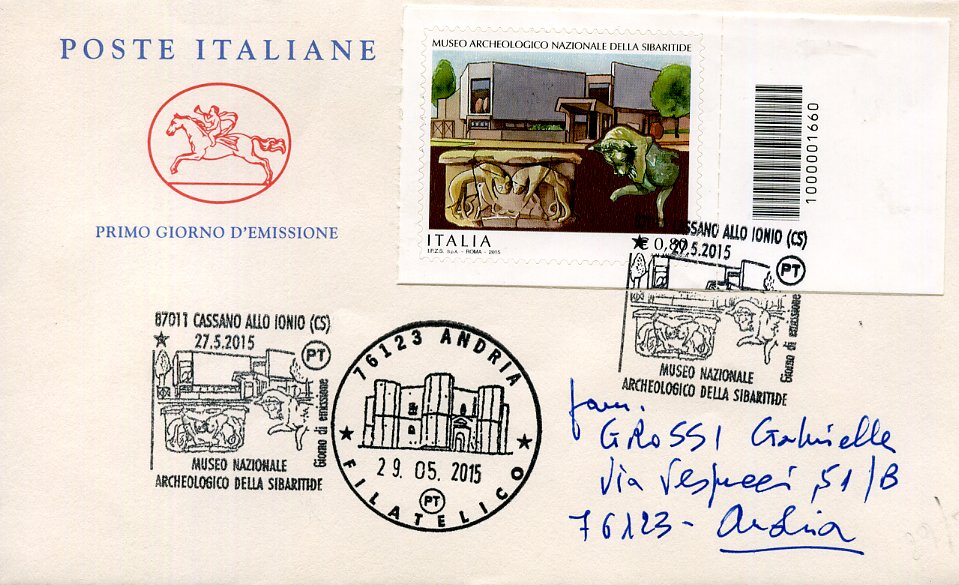 POSTE ITALIANE
PRIMO GIORNO D'EMISSIONE
MUSEO ARCHEOLOGICO NAZIONALE DELLA SIBARITIDE
ITALIA
I.P.Z.S. S.p.A. - ROMA - 2015
€ 0,80
1000001660
CASSANO ALLO IONIO (CS)
27.5.2015
PT
Giorno di emissione
MUSEO NAZIONALE
ARCHEOLOGICO DELLA SIBARITIDE
87011 CASSANO ALLO IONIO (CS)
27.5.2015
PT
Giorno di emissione
MUSEO NAZIONALE
ARCHEOLOGICO DELLA SIBARITIDE
76123 ANDRIA
29.05.2015
PT
FILATELICO
fam.
GROSSI Gabriella
Via Vespucci, 51/B
76123 - Andria